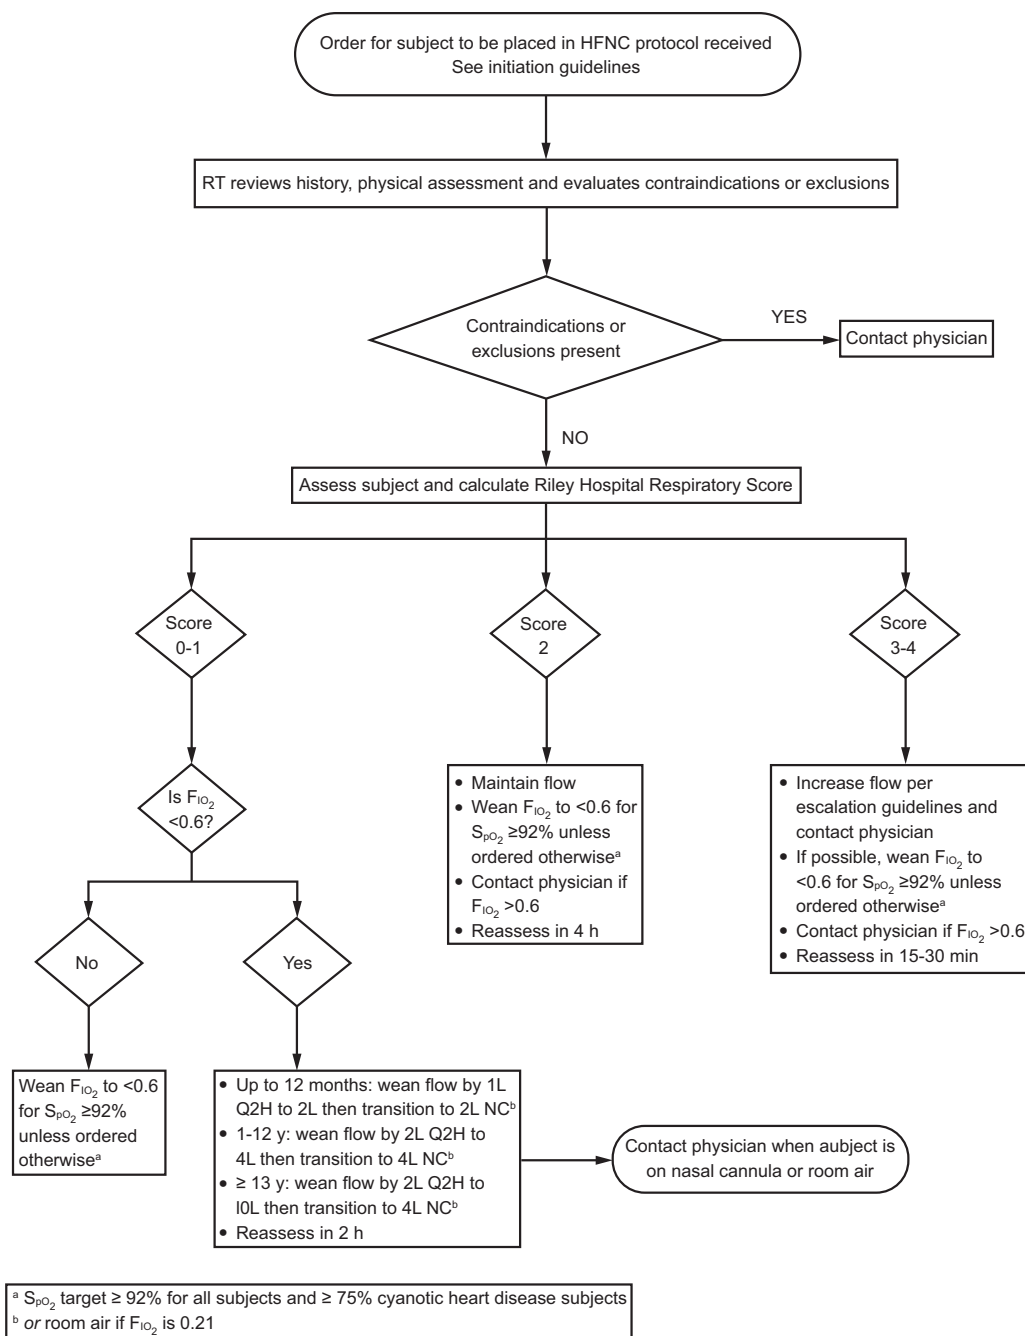 Order for subject to be placed in HFNC protocol received
See initiation guidelines
RT reviews history, physical assessment and evaluates contraindications or exclusions
Contraindications or
exclusions present
YES
Contact physician
NO
Assess subject and calculate Riley Hospital Respiratory Score
Score
0-1
Score
2
Score
3-4
Is FIO2
<0.6?
No
Yes
Wean FIO2 to <0.6
for SpO2 ≥92%
unless ordered
otherwise^a
• Up to 12 months: wean flow by 1L
Q2H to 2L then transition to 2L NC^b
• 1-12 y: wean flow by 2L Q2H to
4L then transition to 4L NC^b
• ≥ 13 y: wean flow by 2L Q2H to
l0L then transition to 4L NC^b
• Reassess in 2 h
Contact physician when aubject is
on nasal cannula or room air
• Maintain flow
• Wean FIO2 to <0.6 for
SpO2 ≥92% unless
ordered otherwise^a
• Contact physician if
FIO2 >0.6
• Reassess in 4 h
• Increase flow per
escalation guidelines and
contact physician
• If possible, wean FIO2 to
<0.6 for SpO2 ≥92% unless
ordered otherwise^a
• Contact physician if FIO2 >0.6
• Reassess in 15-30 min
^a SpO2 target ≥ 92% for all subjects and ≥ 75% cyanotic heart disease subjects
^b or room air if FIO2 is 0.21